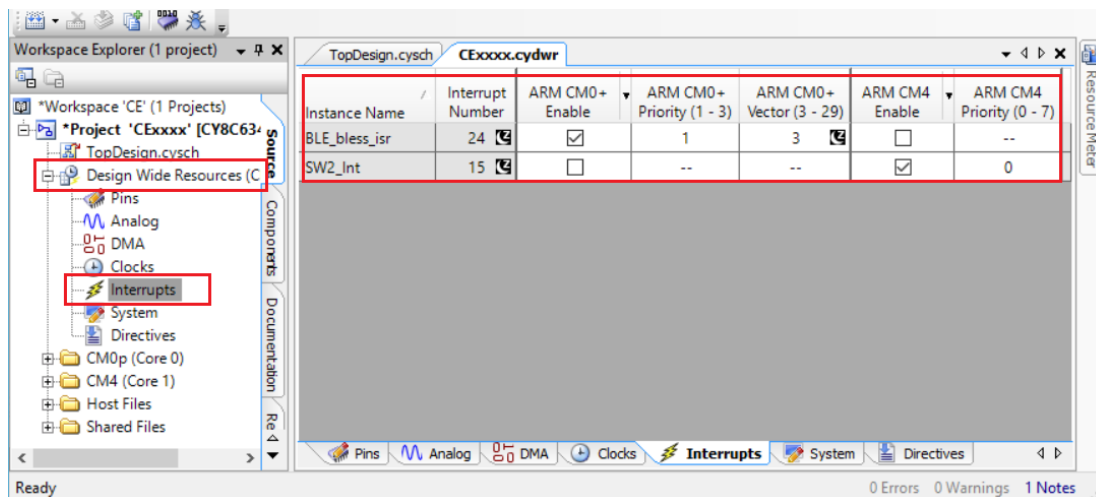 Workspace Explorer (1 project)
*Workspace 'CE' (1 Projects)
*Project 'CExxxx' [CY8C634
TopDesign.cysch
Design Wide Resources (C
Pins
Analog
DMA
Clocks
Interrupts
System
Directives
CM0p (Core 0)
CM4 (Core 1)
Host Files
Shared Files
Source
Components
Documentation
Re
TopDesign.cysch CExxxx.cydwr
Instance Name Interrupt Number ARM CM0+ Enable ARM CM0+ Priority (1 - 3) ARM CM0+ Vector (3 - 29) ARM CM4 Enable ARM CM4 Priority (0 - 7)
BLE_bless_isr 24 1 3 --
SW2_Int 15 -- -- 0
Pins Analog DMA Clocks Interrupts System Directives
Resource Meter
Ready 0 Errors 0 Warnings 1 Notes